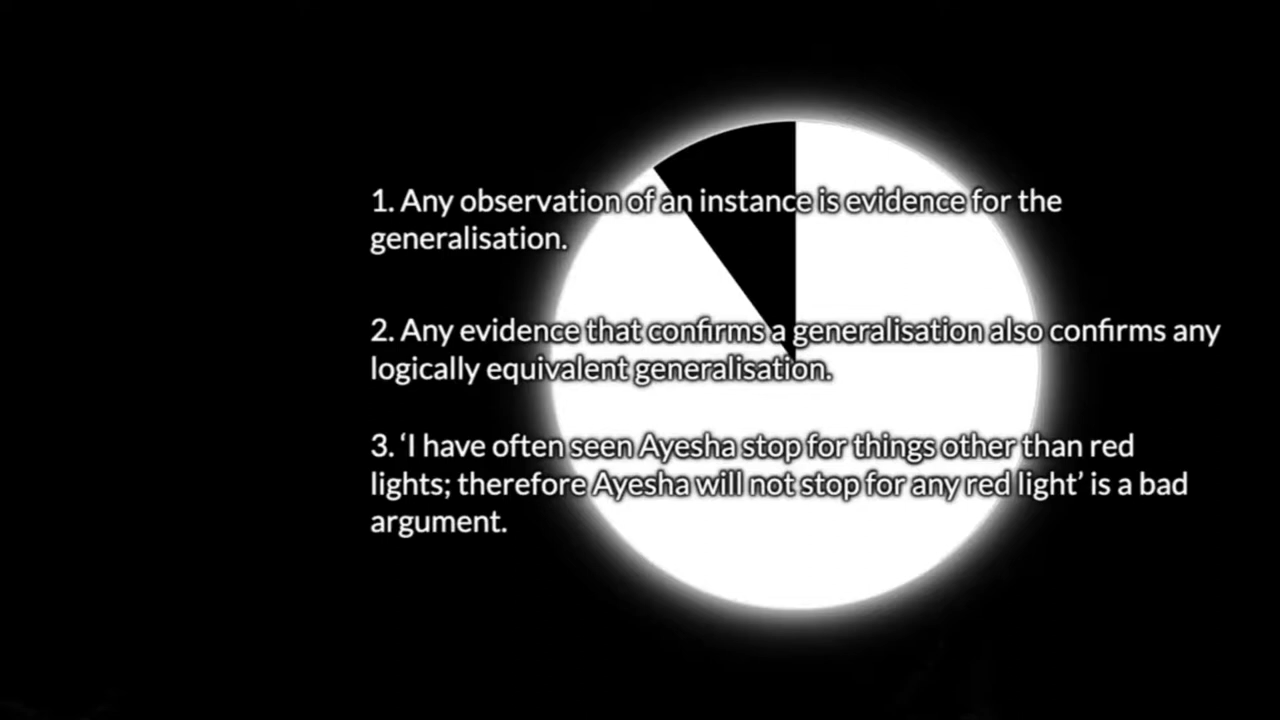 1. Any observation of an instance is evidence for the
generalisation.
2. Any evidence that confirms a generalisation also confirms any
logically equivalent generalisation.
3. ‘I have often seen Ayesha stop for things other than red
lights; therefore Ayesha will not stop for any red light’ is a bad
argument.